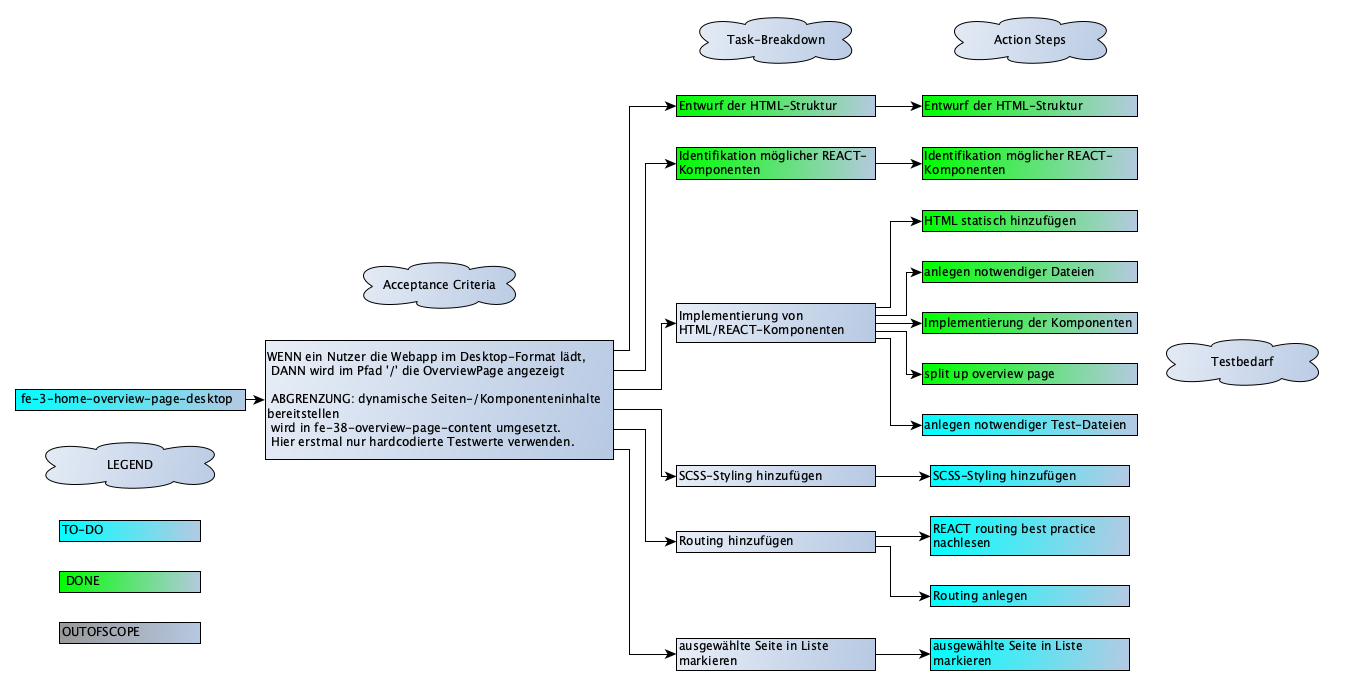 Task-Breakdown
Action Steps
Entwurf der HTML-Struktur
Entwurf der HTML-Struktur
Identifikation möglicher REACT-
Komponenten
Identifikation möglicher REACT-
Komponenten
HTML statisch hinzufügen
anlegen notwendiger Dateien
Acceptance Criteria
Implementierung von
HTML/REACT-Komponenten
Implementierung der Komponenten
Testbedarf
split up overview page
WENN ein Nutzer die Webapp im Desktop-Format lädt,
DANN wird im Pfad '/' die OverviewPage angezeigt
ABGRENZUNG: dynamische Seiten-/Komponenteninhalte
bereitstellen
wird in fe-38-overview-page-content umgesetzt.
Hier erstmal nur hardcodierte Testwerte verwenden.
fe-3-home-overview-page-desktop
anlegen notwendiger Test-Dateien
LEGEND
SCSS-Styling hinzufügen
SCSS-Styling hinzufügen
TO-DO
Routing hinzufügen
REACT routing best practice
nachlesen
DONE
Routing anlegen
OUTOFSCOPE
ausgewählte Seite in Liste
markieren
ausgewählte Seite in Liste
markieren